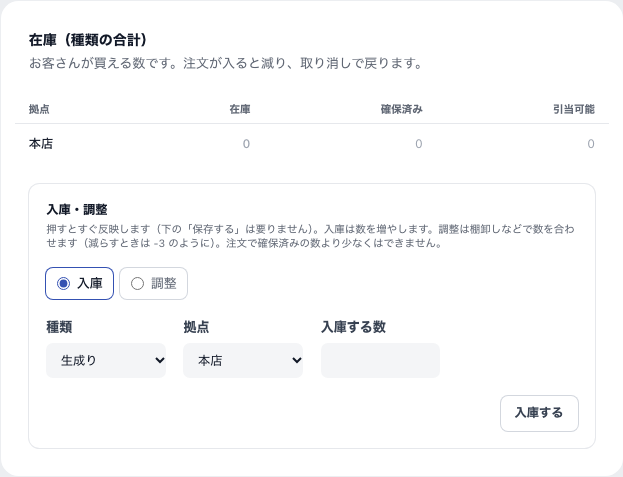 在庫（種類の合計）
お客さんが買える数です。注文が入ると減り、取り消しで戻ります。
拠点 在庫 確保済み 引当可能
本店 0 0 0
入庫・調整
押すとすぐ反映します（下の「保存する」は要りません）。入庫は数を増やします。調整は棚卸しなどで数を合わ
せます（減らすときは -3 のように）。注文で確保済みの数より少なくはできません。
入庫 調整
種類 拠点 入庫する数
生成り 本店
入庫する